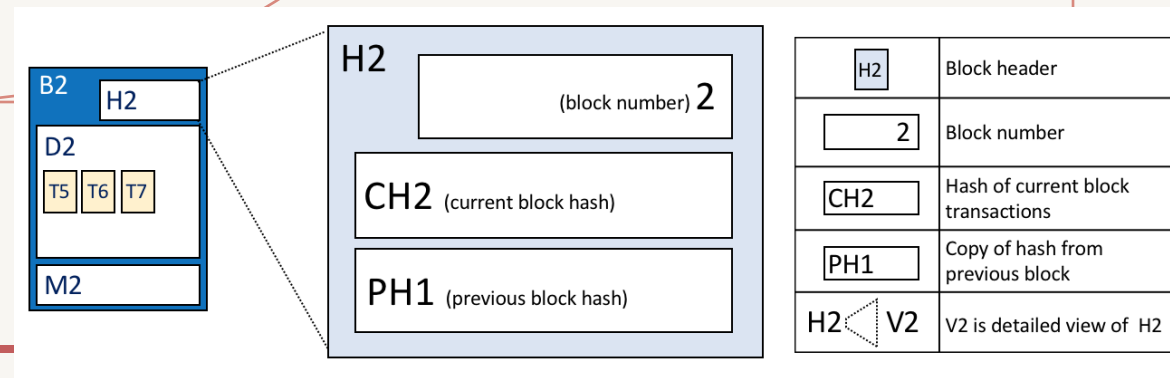 B2
H2
D2
T5 T6 T7
M2
H2
(block number) 2
CH2 (current block hash)
PH1 (previous block hash)
H2 Block header
2 Block number
CH2 Hash of current block
transactions
PH1 Copy of hash from
previous block
H2 V2 V2 is detailed view of H2